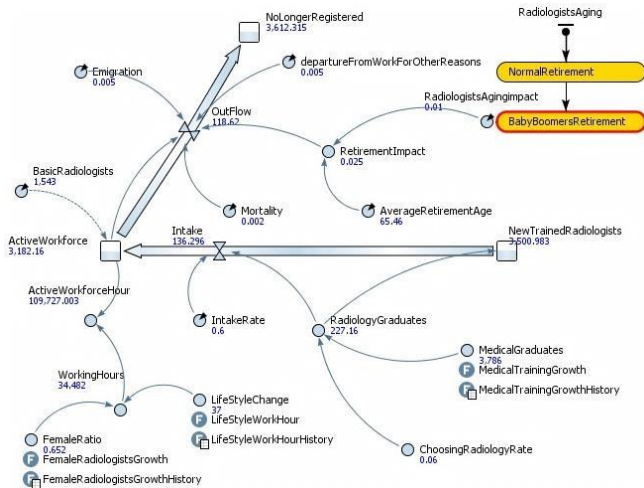 NoLongerRegistered
3,612.315
RadiologistsAging
Emigration
0.005
departureFromWorkForOtherReasons
0.005
NormalRetirement
OutFlow
118.62
RadiologistsAgingimpact
0.01
BabyBoomersRetirement
BasicRadiologists
1,543
RetirementImpact
0.025
Mortality
0.002
AverageRetirementAge
65.46
ActiveWorkforce
3,182.16
Intake
136.296
NewTrainedRadiologists
3,500.983
ActiveWorkforceHour
109,727.003
IntakeRate
0.6
RadiologyGraduates
227.16
MedicalGraduates
3.786
F MedicalTrainingGrowth
F MedicalTrainingGrowthHistory
WorkingHours
34.482
LifeStyleChange
37
F LifeStyleWorkHour
F LifeStyleWorkHourHistory
FemaleRatio
0.652
F FemaleRadiologistsGrowth
F FemaleRadiologistsGrowthHistory
ChoosingRadiologyRate
0.06